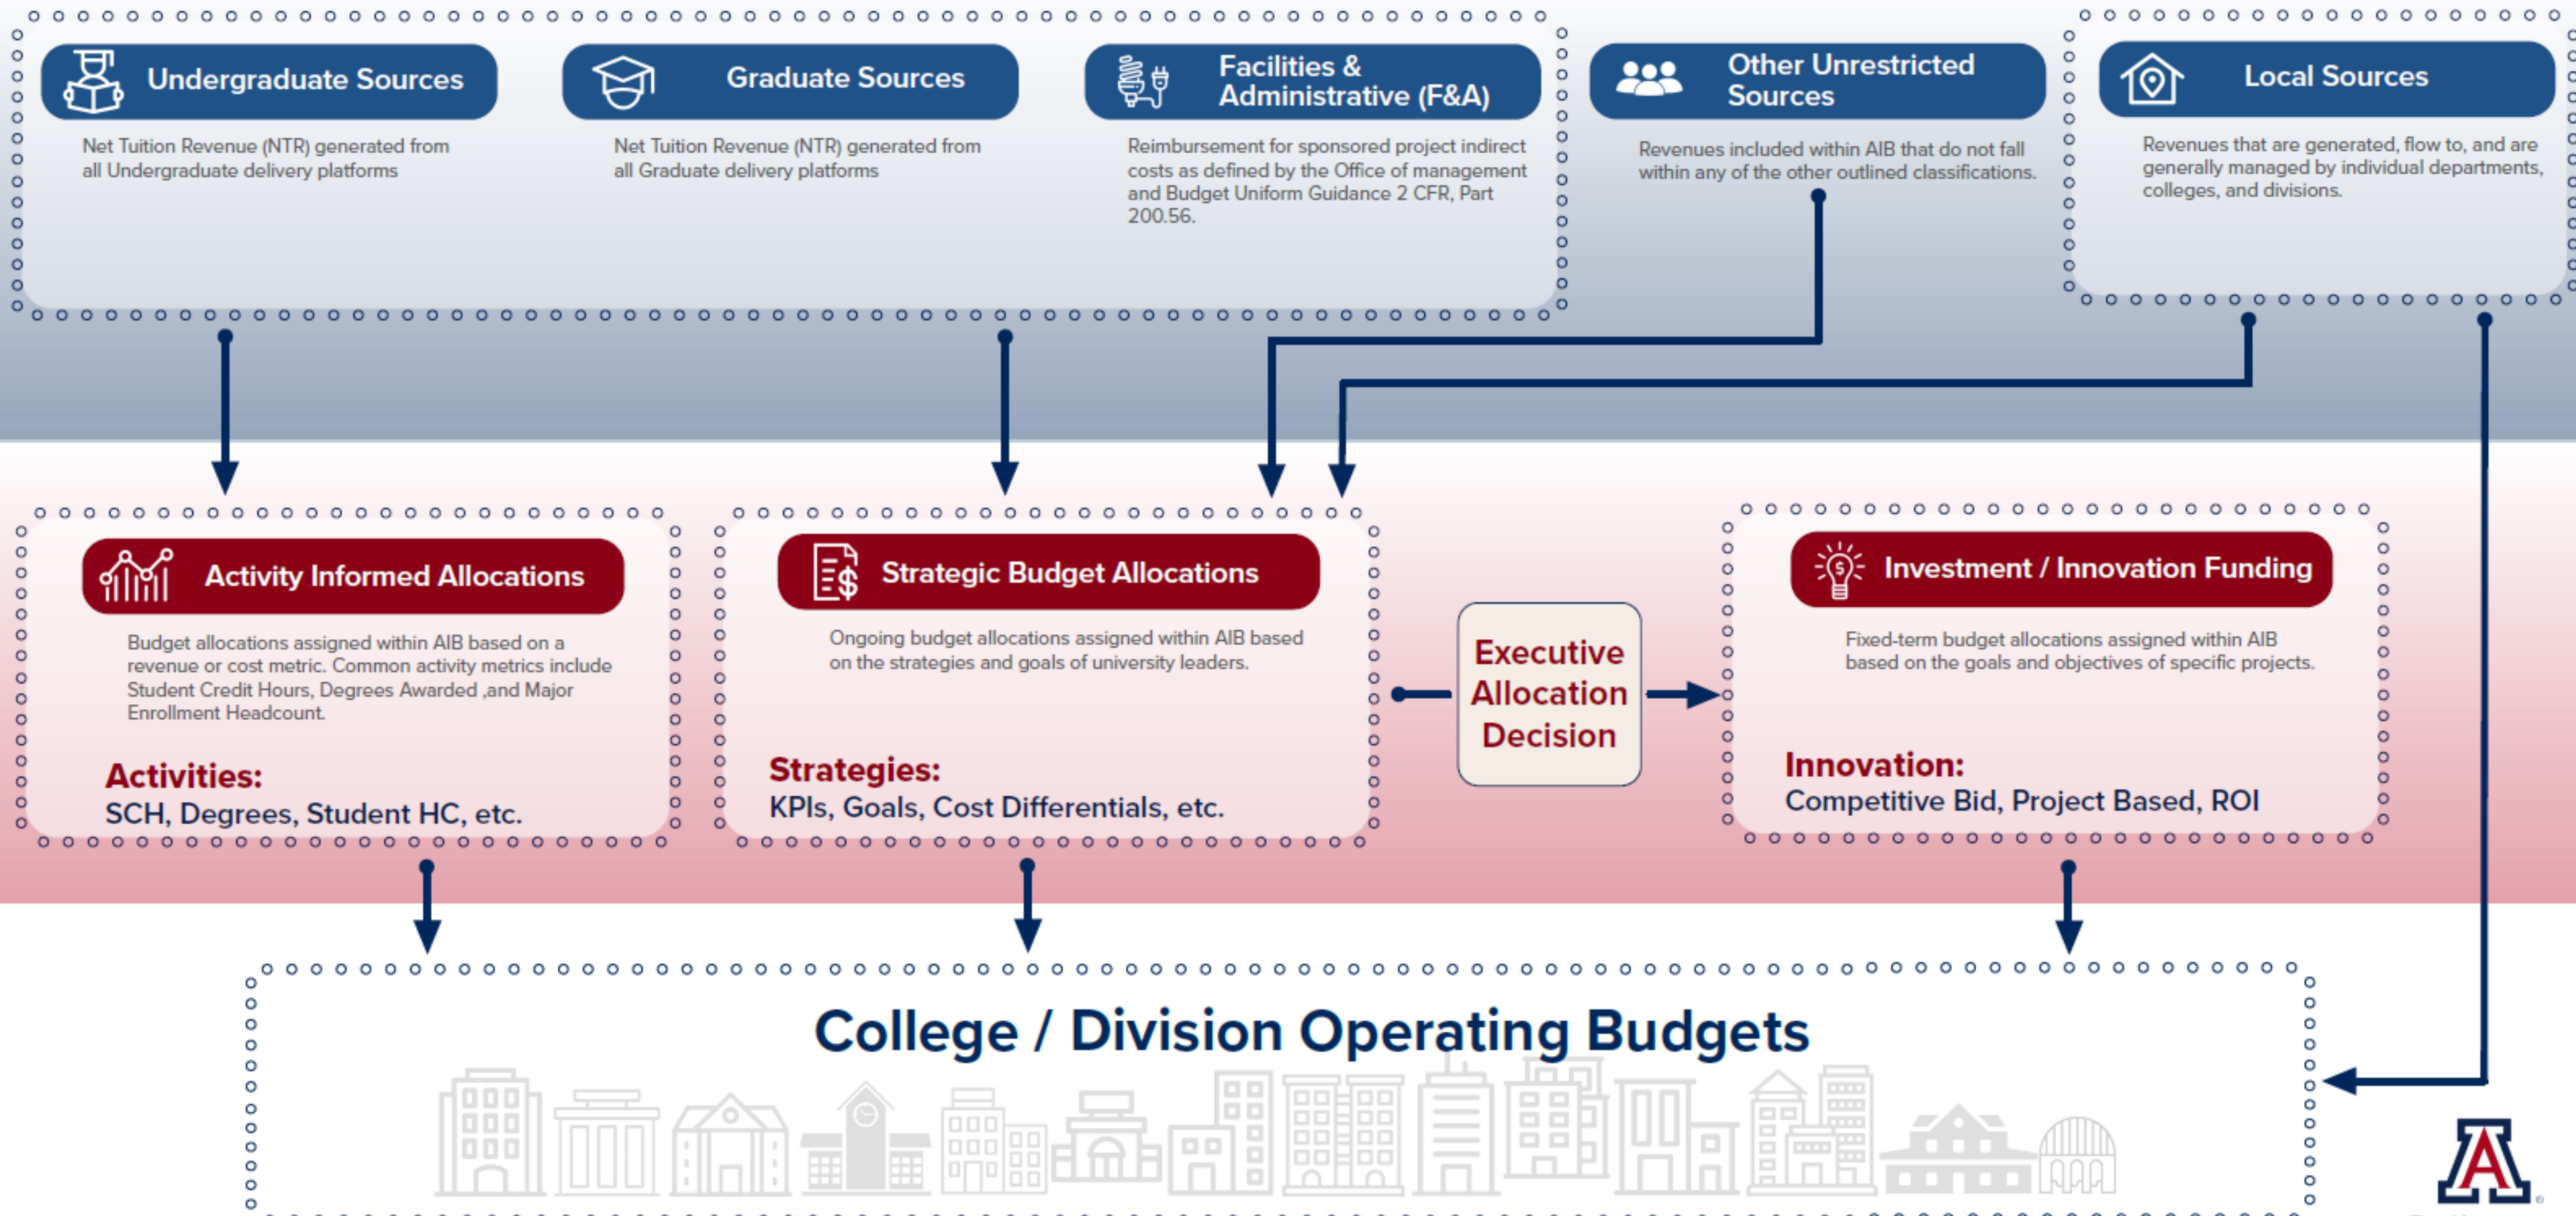 Undergraduate Sources
Net Tuition Revenue (NTR) generated from
all Undergraduate delivery platforms
Graduate Sources
Net Tuition Revenue (NTR) generated from
all Graduate delivery platforms
Facilities &
Administrative (F&A)
Reimbursement for sponsored project indirect
costs as defined by the Office of management
and Budget Uniform Guidance 2 CFR, Part
200.56.
Other Unrestricted
Sources
Revenues included within AIB that do not fall
within any of the other outlined classifications.
Local Sources
Revenues that are generated, flow to, and are
generally managed by individual departments,
colleges, and divisions.
Activity Informed Allocations
Budget allocations assigned within AIB based on a
revenue or cost metric. Common activity metrics include
Student Credit Hours, Degrees Awarded ,and Major
Enrollment Headcount.
Activities:
SCH, Degrees, Student HC, etc.
Strategic Budget Allocations
Ongoing budget allocations assigned within AIB based
on the strategies and goals of university leaders.
Strategies:
KPIs, Goals, Cost Differentials, etc.
Executive
Allocation
Decision
Investment / Innovation Funding
Fixed-term budget allocations assigned within AIB
based on the goals and objectives of specific projects.
Innovation:
Competitive Bid, Project Based, ROI
College / Division Operating Budgets
A